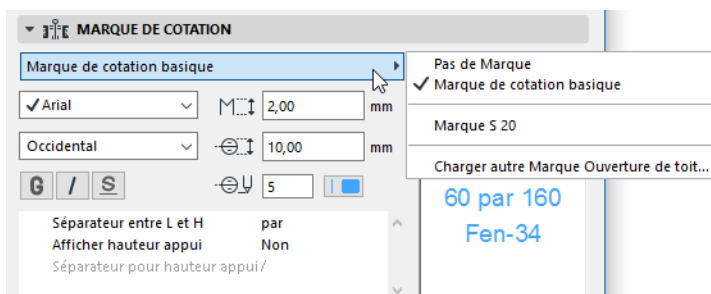 MARQUE DE COTATION
Marque de cotation basique
Pas de Marque
Marque de cotation basique
Marque S 20
Charger autre Marque Ouverture de toit...
Arial
2,00 mm
Occidental
10,00 mm
G I S
5
60 par 160
Fen-34
Séparateur entre L et H par
Afficher hauteur appui Non
Séparateur pour hauteur appui /